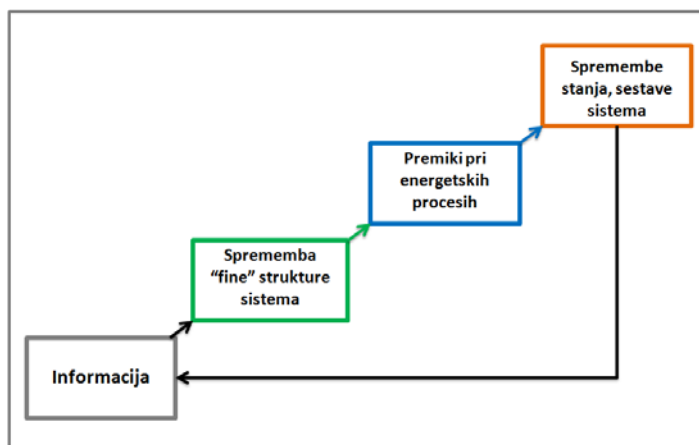 Spremembe
stanja, sestave
sistema
Premiki pri
energetskih
procesih
Sprememba
“fine” strukture
sistema
Informacija